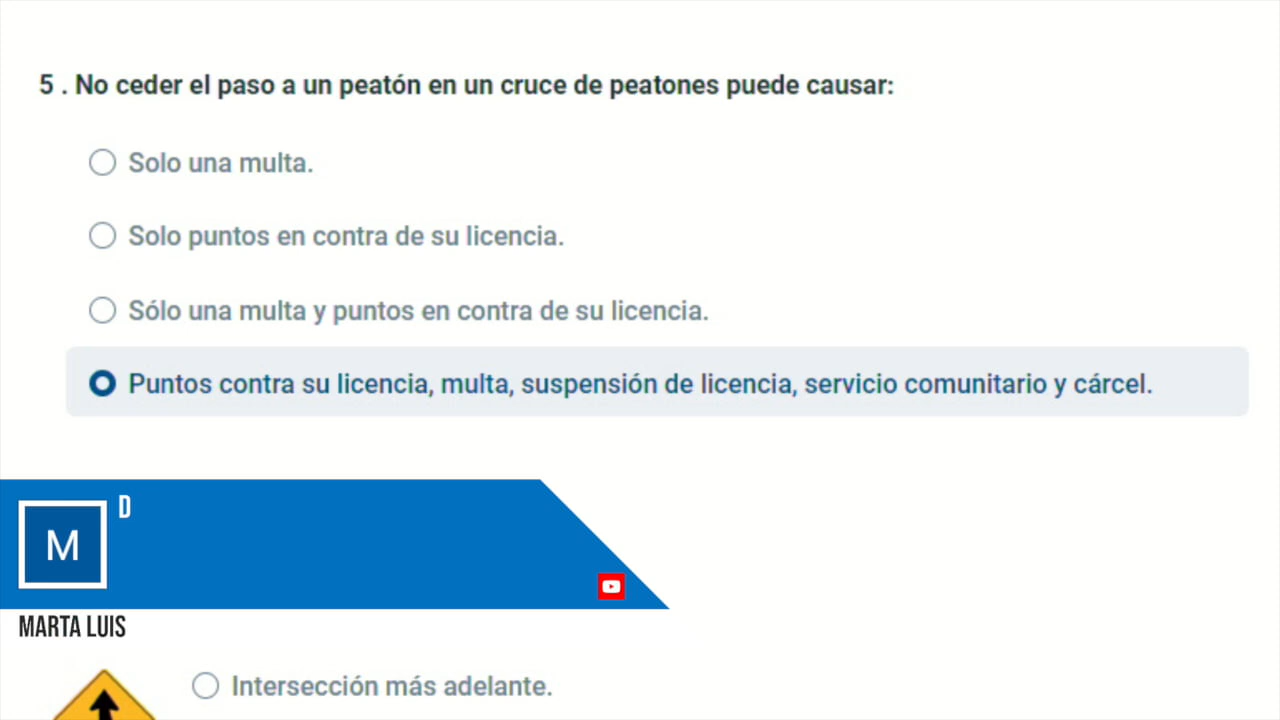 5 . No ceder el paso a un peatón en un cruce de peatones puede causar:
Solo una multa.
Solo puntos en contra de su licencia.
Sólo una multa y puntos en contra de su licencia.
Puntos contra su licencia, multa, suspensión de licencia, servicio comunitario y cárcel.
D
M
MARTA LUIS
Intersección más adelante.